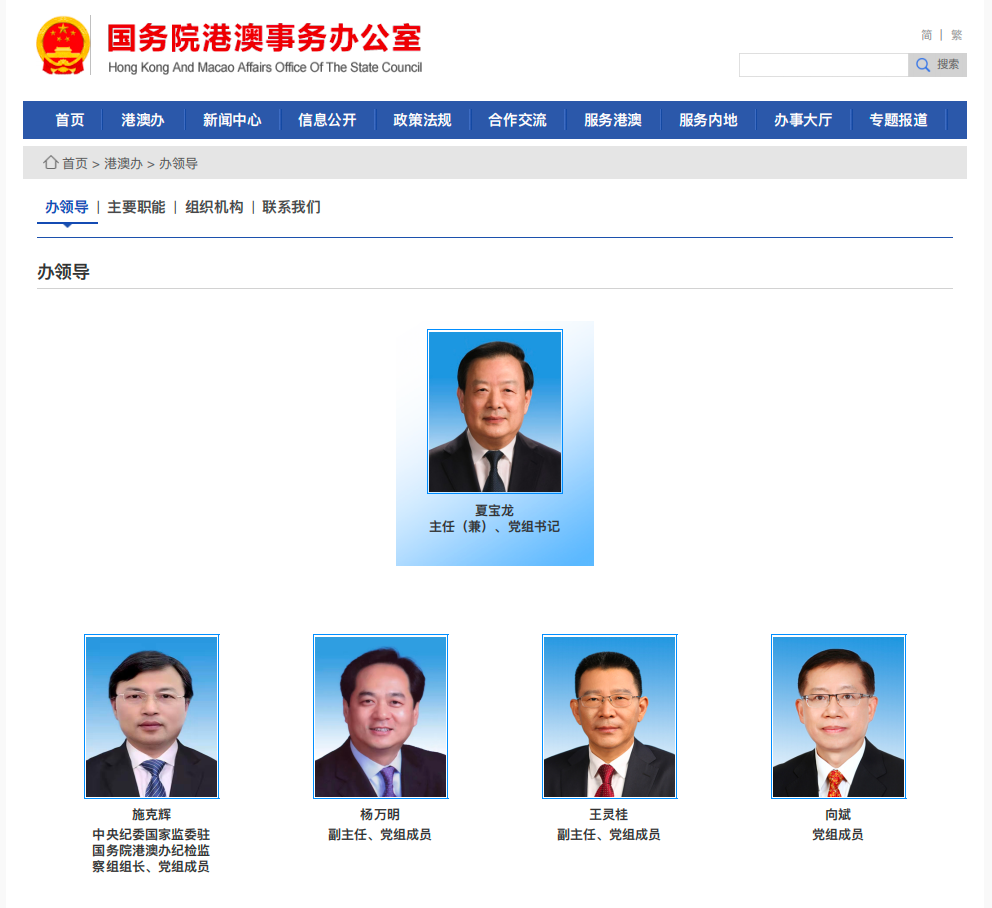 国务院港澳事务办公室
Hong Kong And Macao Affairs Office Of The State Council
简 | 繁
搜索
首页 港澳办 新闻中心 信息公开 政策法规 合作交流 服务港澳 服务内地 办事大厅 专题报道
首页 > 港澳办 > 办领导
办领导 | 主要职能 | 组织机构 | 联系我们
办领导
夏宝龙
主任（兼）、党组书记
施克辉
中央纪委国家监委驻
国务院港澳办纪检监
察组组长、党组成员
杨万明
副主任、党组成员
王灵桂
副主任、党组成员
向斌
党组成员